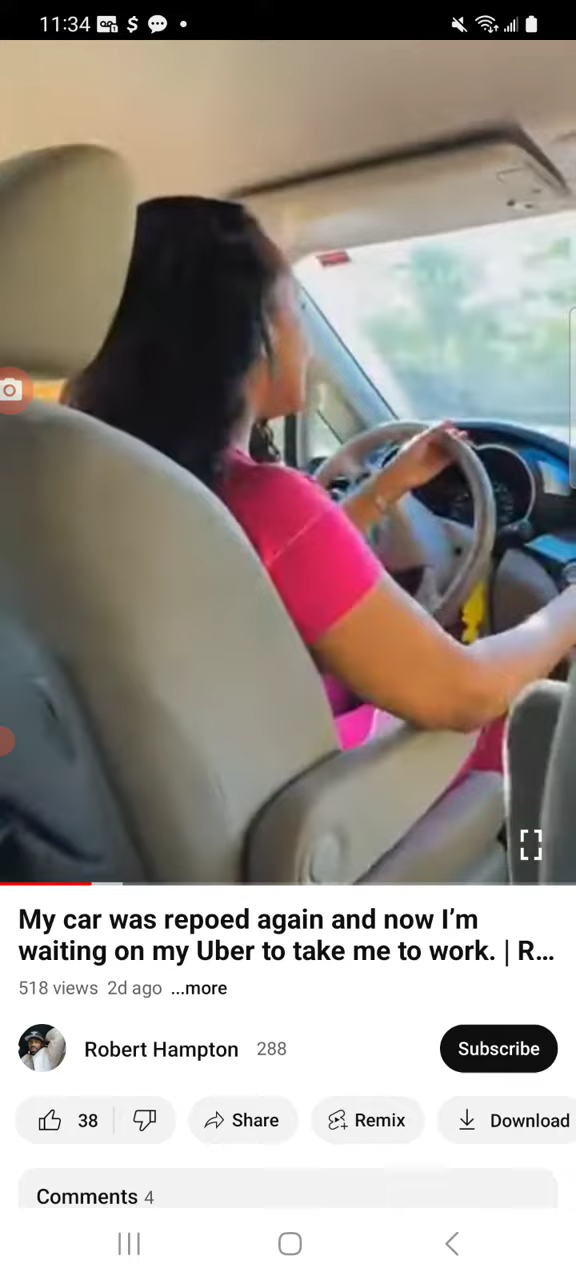 11:34 $
My car was repoed again and now I’m
waiting on my Uber to take me to work. | R...
518 views 2d ago ...more
Robert Hampton 288
Subscribe
38
Share
Remix
Download
Comments 4